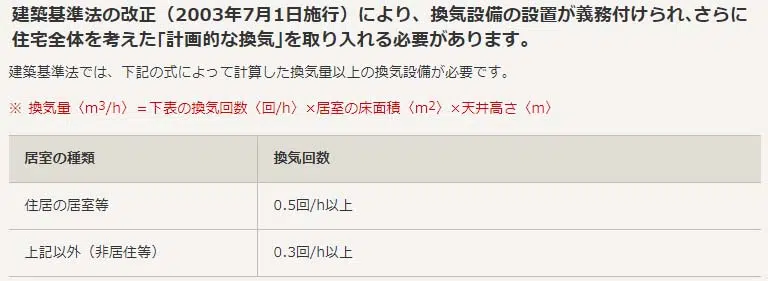 建築基準法の改正（2003年7月1日施行）により、換気設備の設置が義務付けられ､さらに
住宅全体を考えた｢計画的な換気｣を取り入れる必要があります。
建築基準法では、下記の式によって計算した換気量以上の換気設備が必要です。
※ 換気量〈m3/h〉＝下表の換気回数〈回/h〉×居室の床面積〈m2〉×天井高さ〈m〉
居室の種類 換気回数
住居の居室等 0.5回/h以上
上記以外（非居住等） 0.3回/h以上